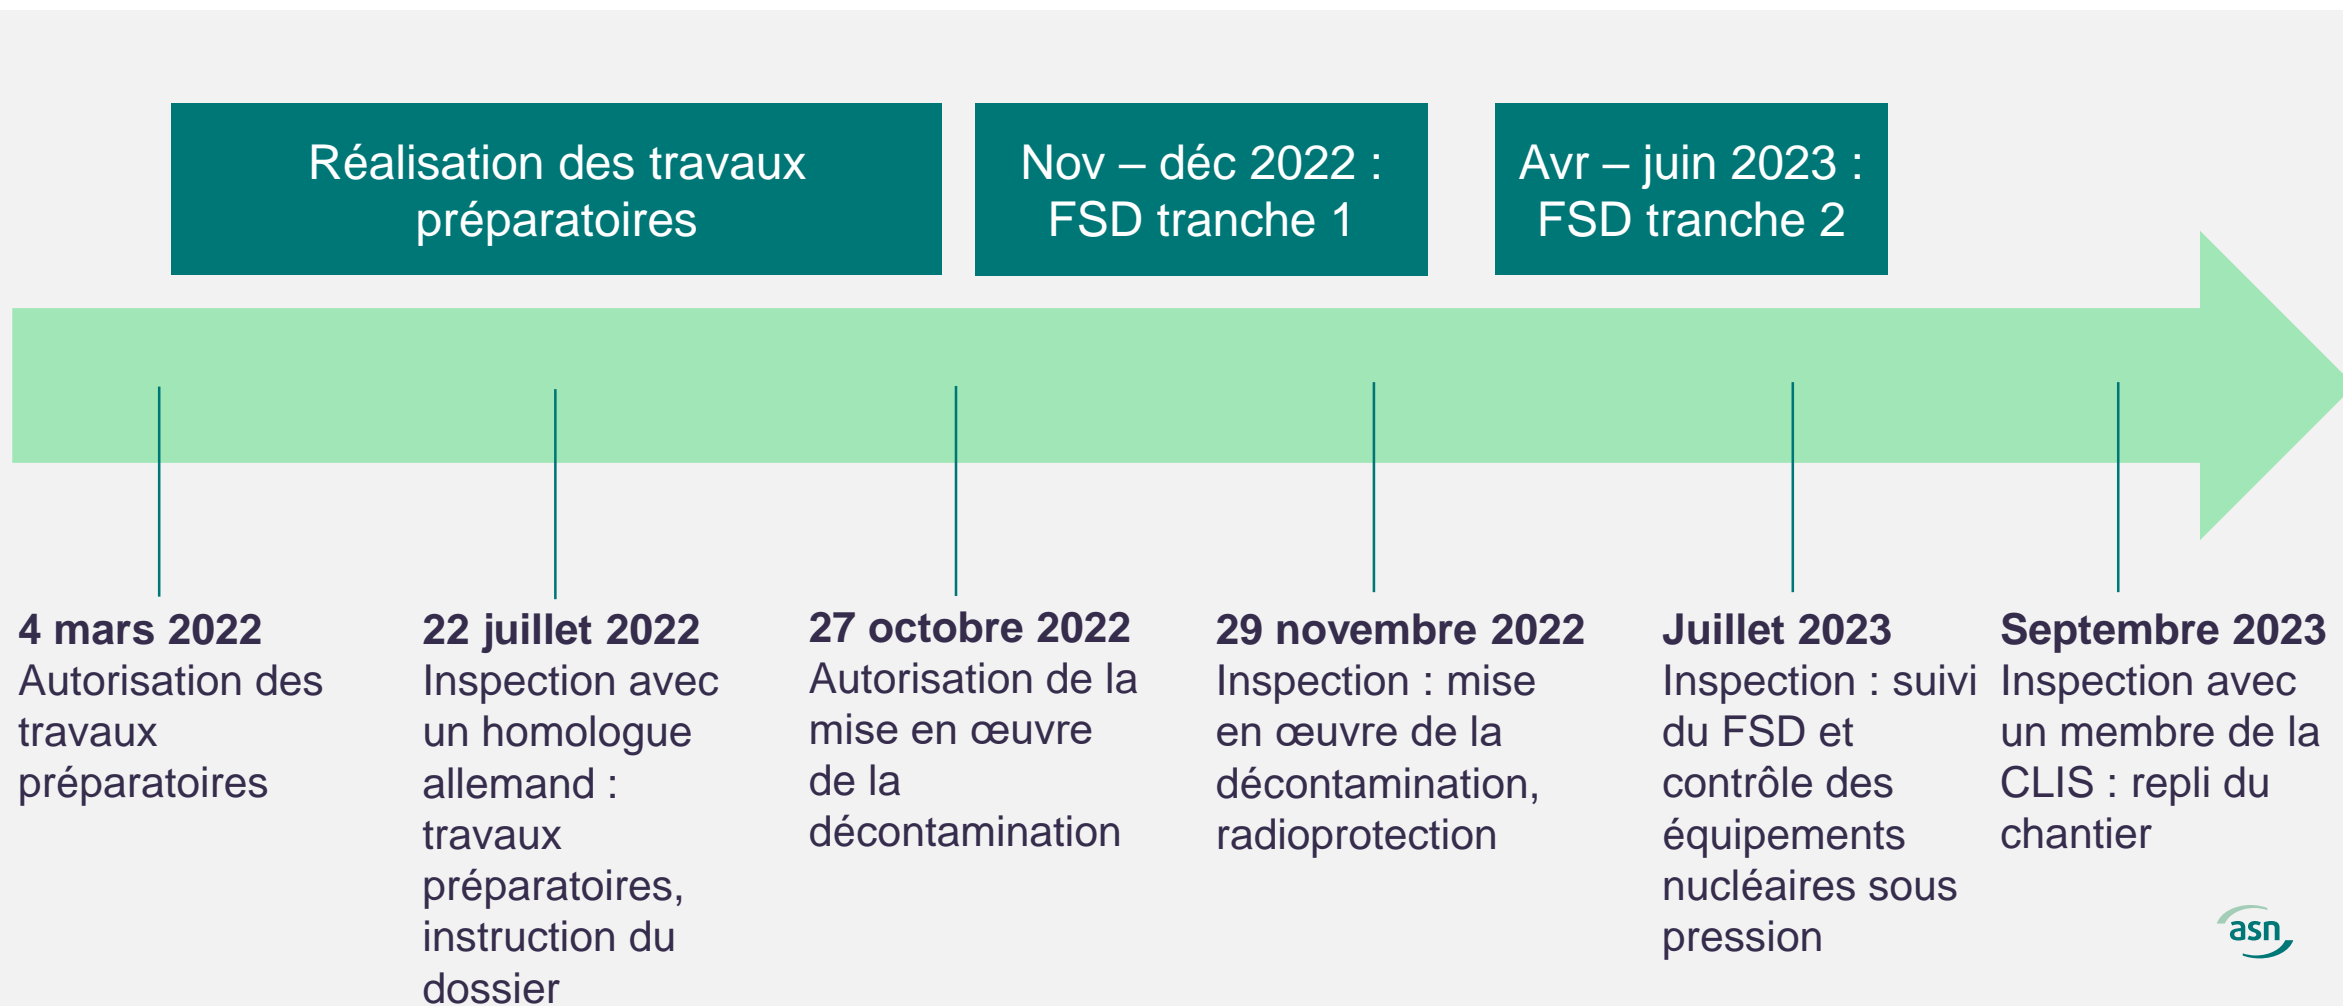 Réalisation des travaux
préparatoires
Nov – déc 2022 :
FSD tranche 1
Avr – juin 2023 :
FSD tranche 2
4 mars 2022
Autorisation des
travaux
préparatoires
22 juillet 2022
Inspection avec
un homologue
allemand :
travaux
préparatoires,
instruction du
dossier
27 octobre 2022
Autorisation de la
mise en œuvre
de la
décontamination
29 novembre 2022
Inspection : mise
en œuvre de la
décontamination,
radioprotection
Juillet 2023
Inspection : suivi
du FSD et
contrôle des
équipements
nucléaires sous
pression
Septembre 2023
Inspection avec
un membre de la
CLIS : repli du
chantier
asn